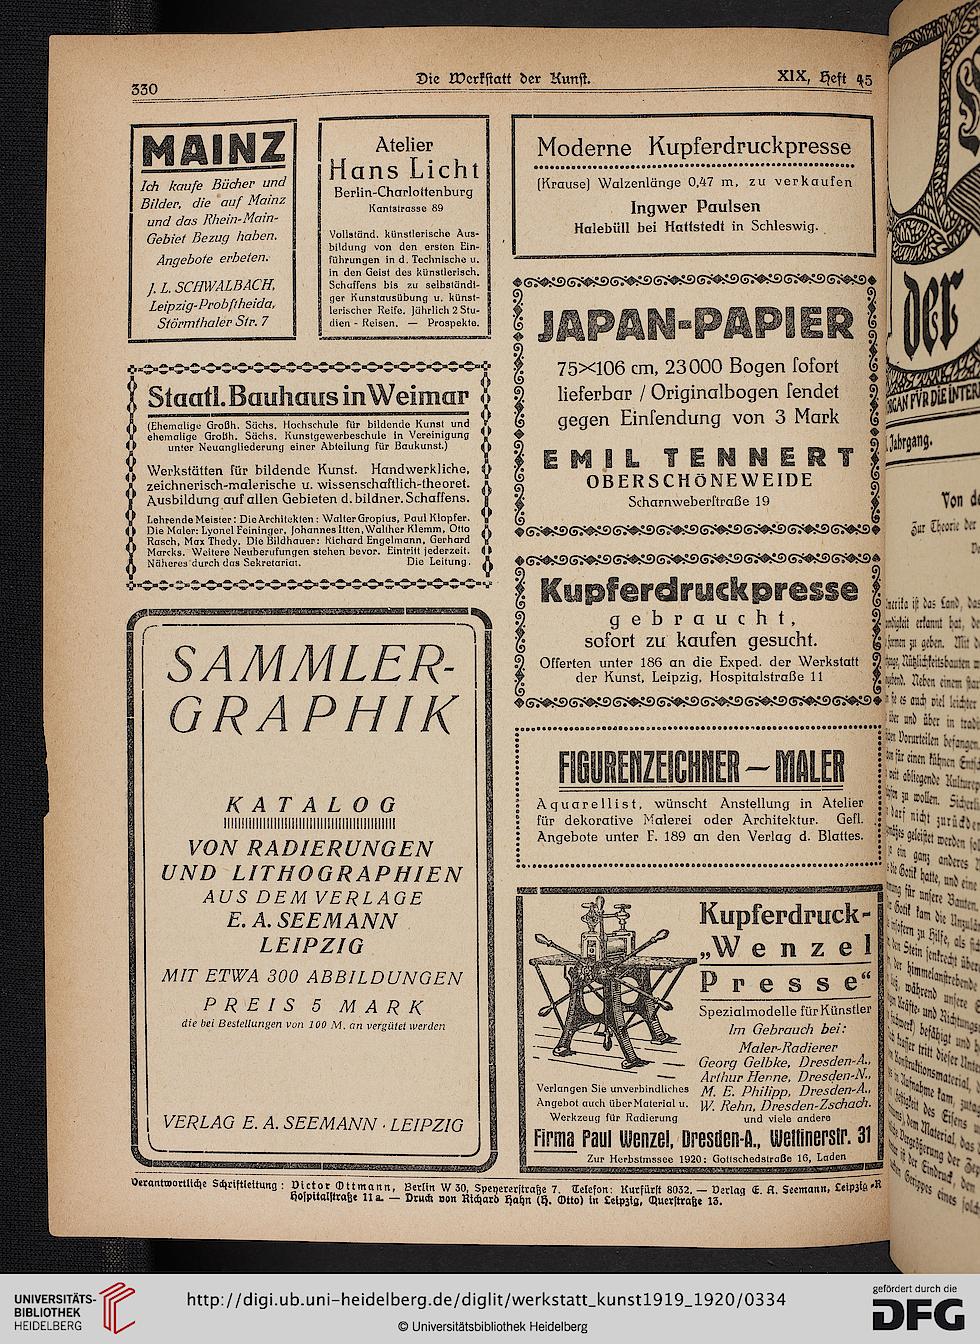 330
Die Werkstatt der Kunst.
XIX, Heft 45
MAINZ
Ich kaufe Bücher und
Bilder, die auf Mainz
und das Rhein-Main-
Gebiet Bezug haben.
Angebote erbeten.
J. L. SCHWALBACH,
Leipzig-Probstheida,
Störmthaler Str. 7
Atelier
Hans Licht
Berlin-Charlottenburg
Kantstrasse 89
Vollständ. künstlerische Aus-
bildung von den ersten Ein-
führungen in d. Technische u.
in den Geist des künstlerisch.
Schaffens bis zu selbständi-
ger Kunstausübung u. künst-
lerischer Reife. Jährlich 2 Stu-
dien - Reisen. — Prospekte.
Moderne Kupferdruckpresse
(Krause) Walzenlänge 0,47 m, zu verkaufen
Ingwer Paulsen
Halebüll bei Hattstedt in Schleswig.
Staatl. Bauhaus in Weimar
(Ehemalige Großh. Sächs. Hochschule für bildende Kunst und
ehemalige Großh. Sächs. Kunstgewerbeschule in Vereinigung
unter Neuangliederung einer Abteilung für Baukunst.)
Werkstätten für bildende Kunst. Handwerkliche,
zeichnerisch-malerische u. wissenschaftlich-theoret.
Ausbildung auf allen Gebieten d. bildner. Schaffens.
Lehrende Meister: Die Architekten: Walter Gropius, Paul Klopfer.
Die Maler: Lyonel Feininger, Johannes Itten, Walther Klemm, Otto
Rasch, Max Thedy. Die Bildhauer: Richard Engelmann, Gerhard
Marcks. Weitere Neuberufungen stehen bevor. Eintritt jederzeit.
Näheres durch das Sekretariat. Die Leitung.
JAPAN-PAPIER
75×106 cm, 23000 Bogen sofort
lieferbar / Originalbogen sendet
gegen Einsendung von 3 Mark
EMIL TENNERT
OBERSCHÖNEWEIDE
Scharnweberstraße 19
Kupferdruckpresse
gebraucht,
sofort zu kaufen gesucht.
Offerten unter 186 an die Exped. der Werkstatt
der Kunst, Leipzig, Hospitalstraße 11
SAMMLER-
GRAPHIK
KATALOG
VON RADIERUNGEN
UND LITHOGRAPHIEN
AUS DEM VERLAGE
E. A. SEEMANN
LEIPZIG
MIT ETWA 300 ABBILDUNGEN
PREIS 5 MARK
die bei Bestellungen von 100 M. an vergütet werden
VERLAG E. A. SEEMANN · LEIPZIG
FIGURENZEICHNER — MALER
Aquarellist, wünscht Anstellung in Atelier
für dekorative Malerei oder Architektur. Gefl.
Angebote unter F. 189 an den Verlag d. Blattes.
Kupferdruck-
„Wenzel
Presse“
Spezialmodelle für Künstler
Im Gebrauch bei:
Maler-Radierer
Georg Gelbke, Dresden-A.,
Arthur Henne, Dresden-N.,
M. E. Philipp, Dresden-A.,
W. Rehn, Dresden-Zschach.
und viele andere
Verlangen Sie unverbindliches
Angebot auch über Material u.
Werkzeug für Radierung
Firma Paul Wenzel, Dresden-A., Wettinerstr. 31
Zur Herbstmesse 1920: Gottschedstraße 16, Laden
Verantwortliche Schriftleitung: Victor Ottmann, Berlin W 30, Speyererstraße 7. Telefon: Kurfürst 8032. — Verlag E. A. Seemann, Leipzig-R
Hospitalstraße 11a. — Druck von Richard Hahn (H. Otto) in Leipzig, Querstraße 13.
der
Jahrgang.
Von
Zur Theorie der
UNIVERSITÄTS-
BIBLIOTHEK
HEIDELBERG
http://digi.ub.uni-heidelberg.de/diglit/werkstatt_kunst1919_1920/0334
© Universitätsbibliothek Heidelberg
gefördert durch die
DFG